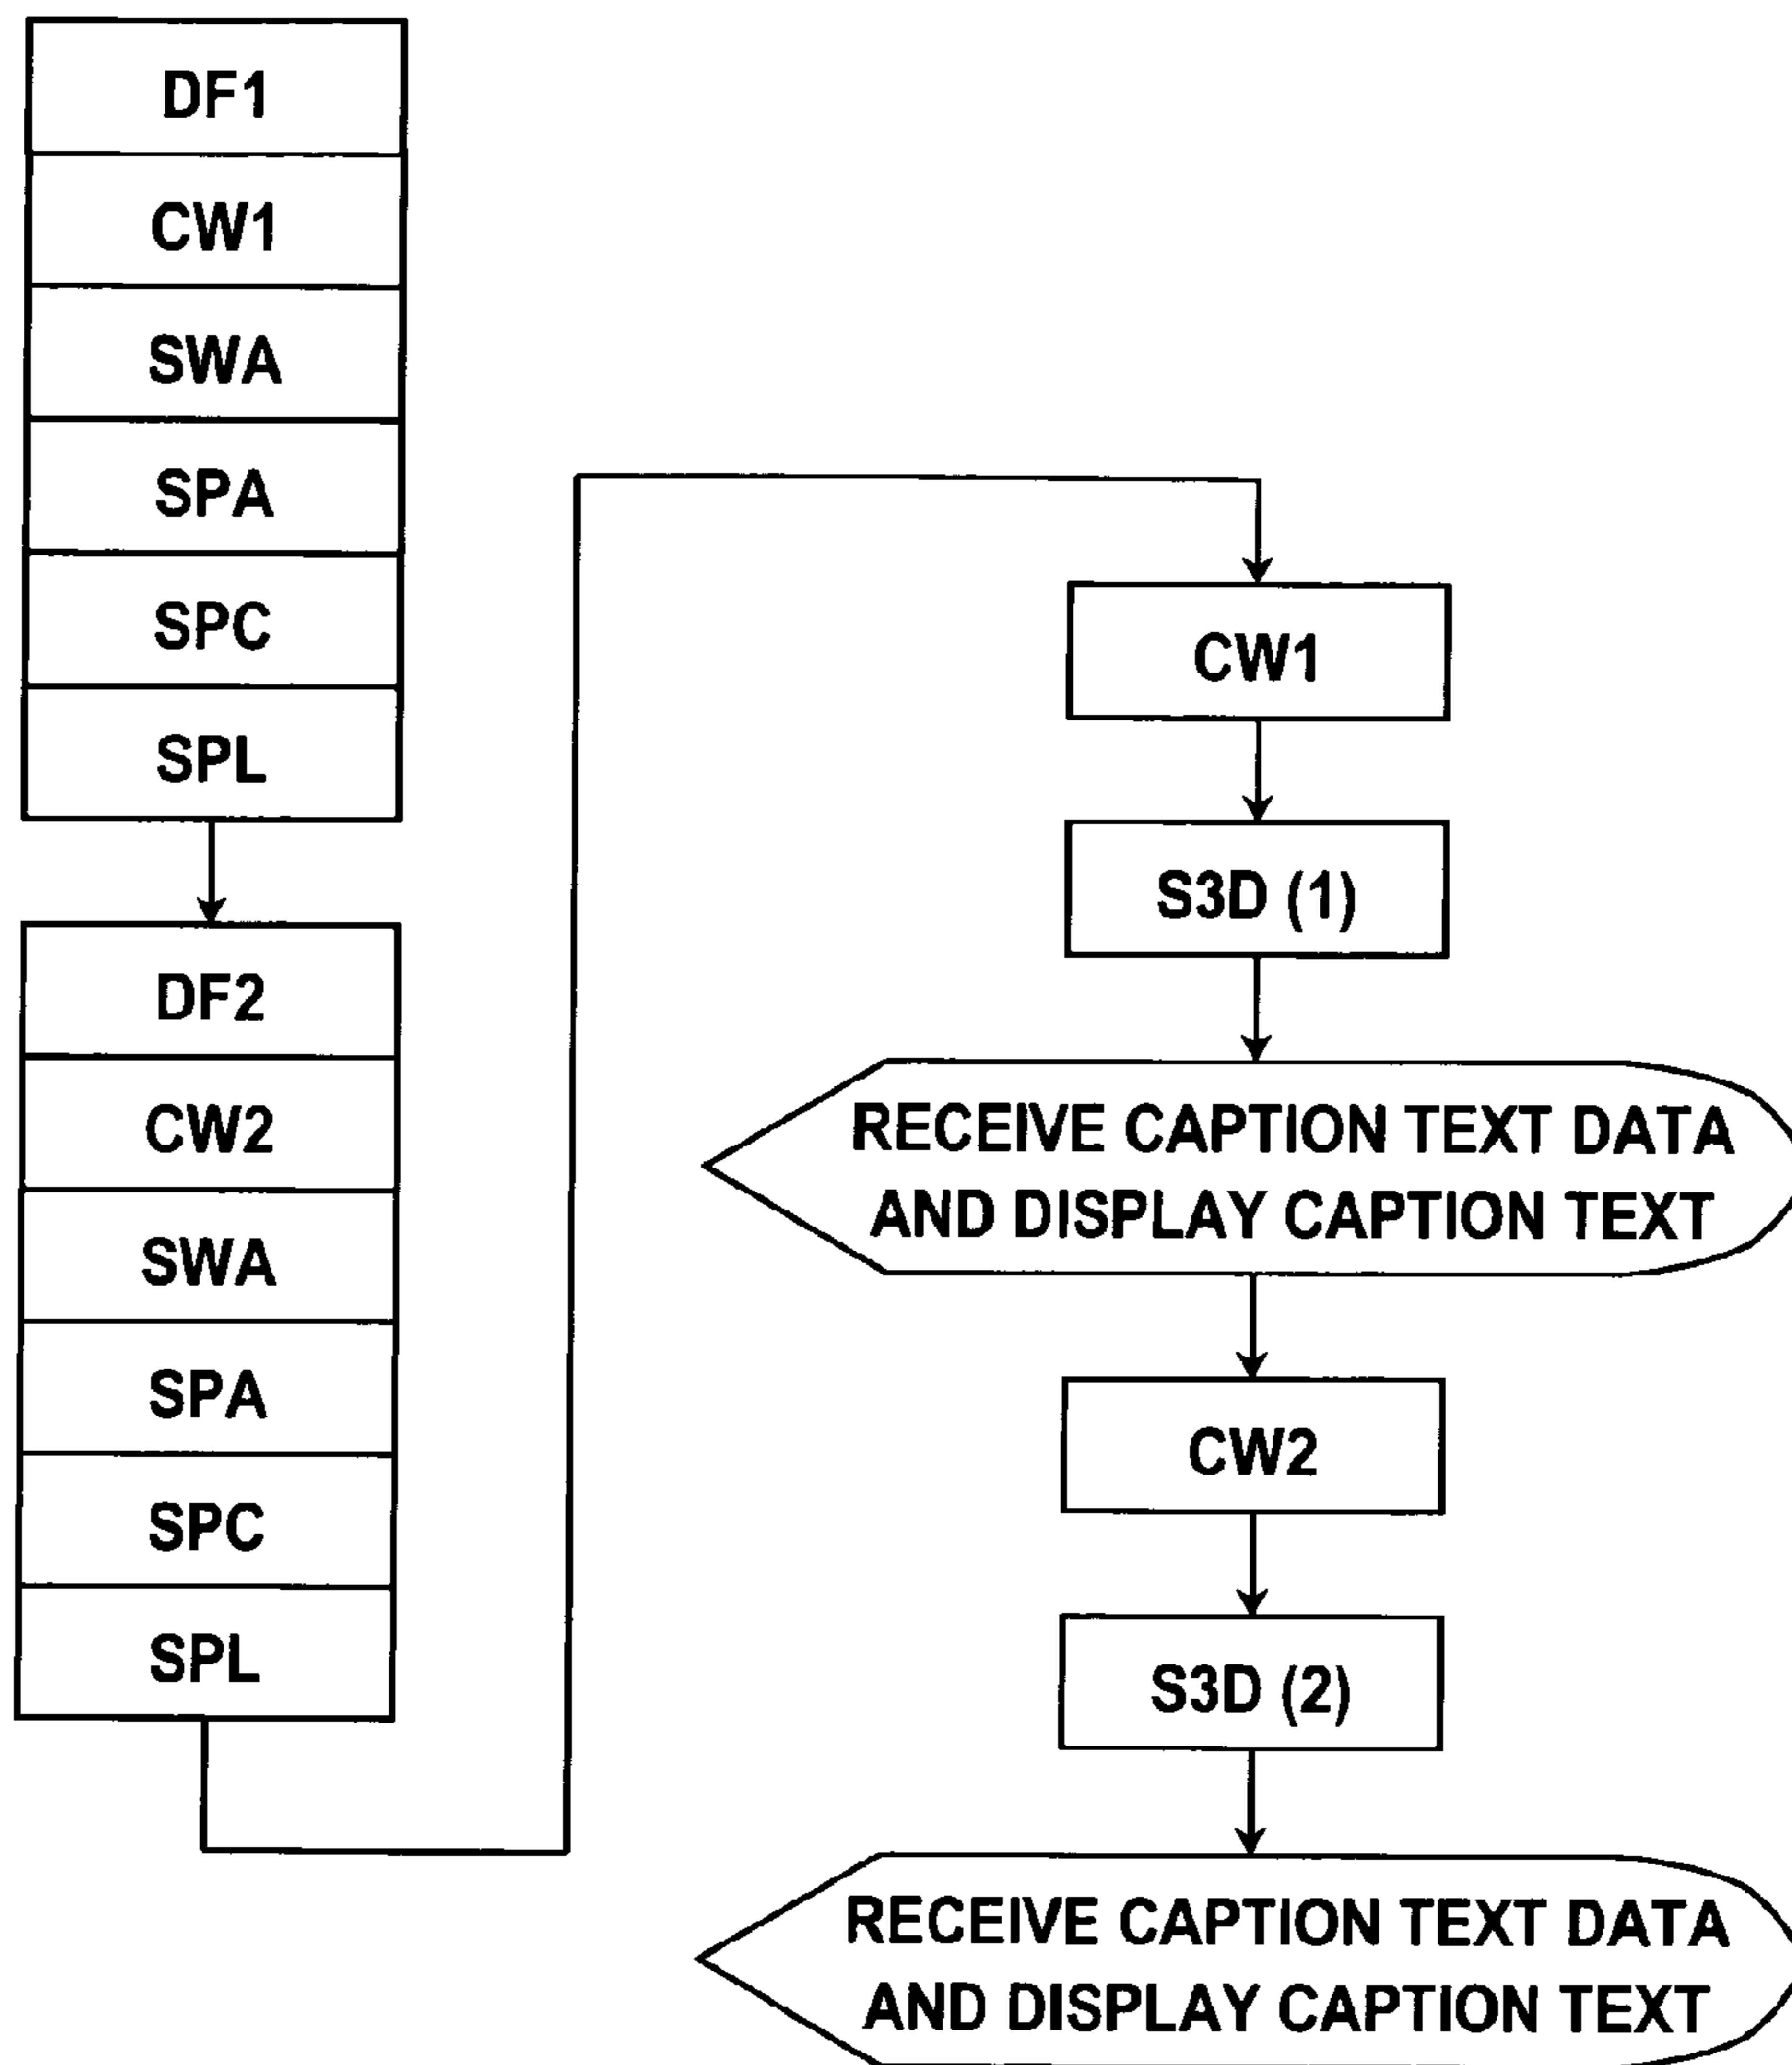 DF1
CW1
SWA
SPA
SPC
SPL
DF2
CW2
SWA
SPA
SPC
SPL
CW1
S3D (1)
RECEIVE CAPTION TEXT DATA
AND DISPLAY CAPTION TEXT
CW2
S3D (2)
RECEIVE CAPTION TEXT DATA
AND DISPLAY CAPTION TEXT